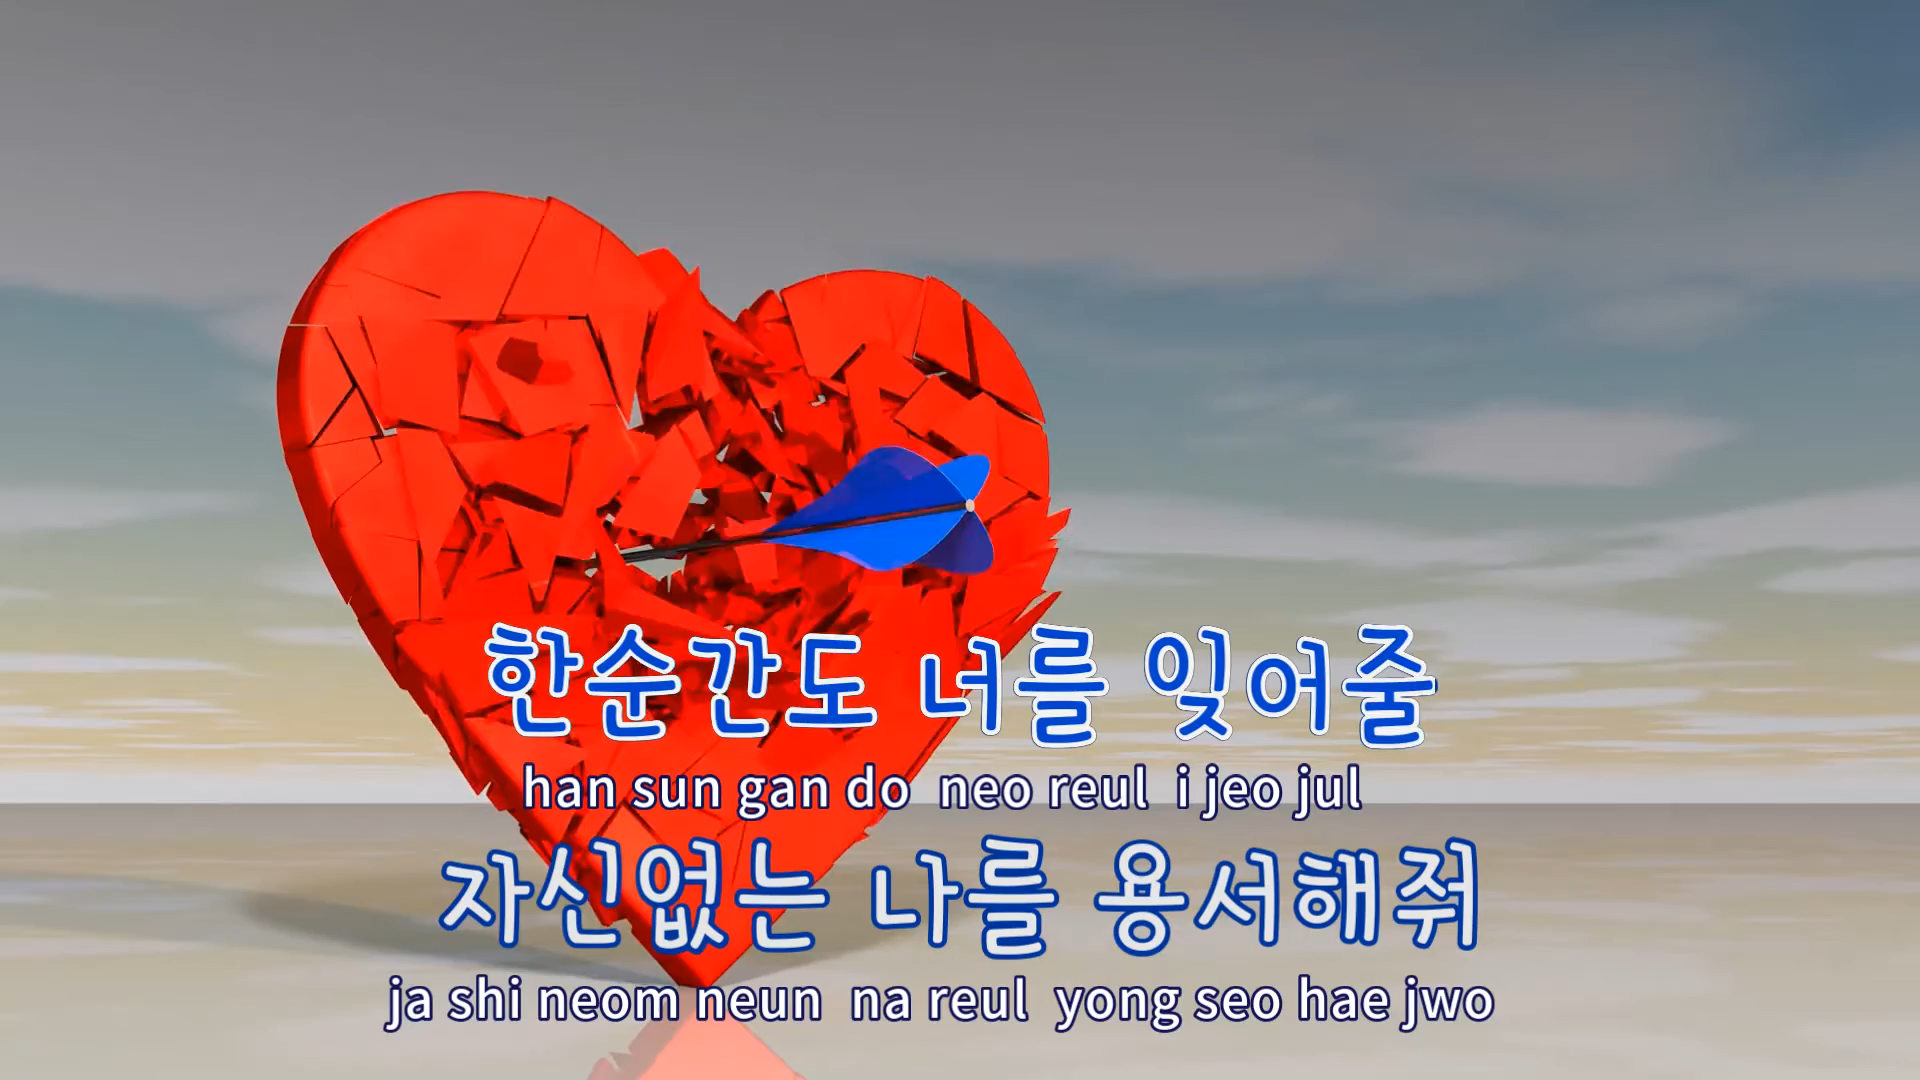 한순간도 너를 잊어줄
han sun gan do neo reul i jeo jul
자신없는 나를 용서해줘
ja shi neom neun na reul yong seo hae jwo